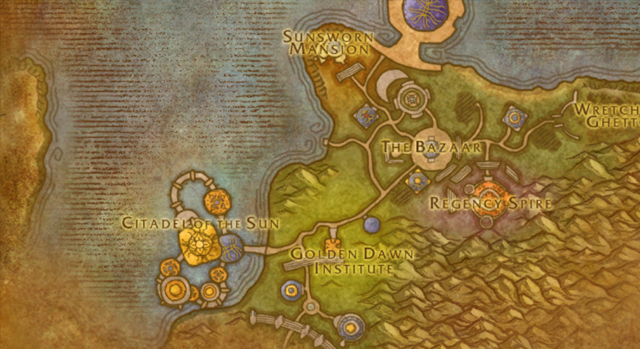 Sunsworn
Mansion
Wretch
Ghett
The Bazaar
Regency Spire
Citadel of the Sun
Golden Dawn
Institute